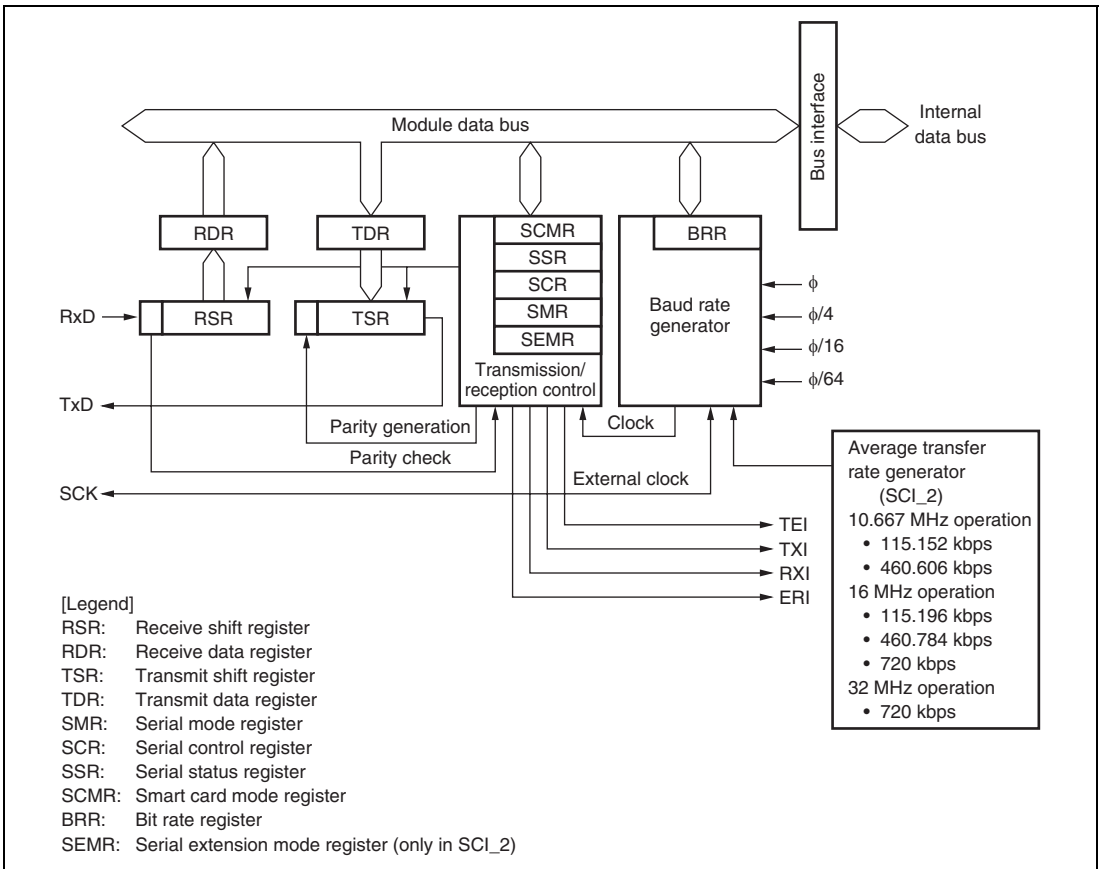 Module data bus
Bus interface
Internal
data bus
RDR
TDR
SCMR
SSR
SCR
SMR
SEMR
Transmission/
reception control
BRR
Baud rate
generator
φ
φ/4
φ/16
φ/64
RxD
RSR
TSR
TxD
Parity generation
Parity check
Clock
External clock
SCK
TEI
TXI
RXI
ERI
Average transfer
rate generator
(SCI_2)
10.667 MHz operation
• 115.152 kbps
• 460.606 kbps
16 MHz operation
• 115.196 kbps
• 460.784 kbps
• 720 kbps
32 MHz operation
• 720 kbps
[Legend]
RSR: Receive shift register
RDR: Receive data register
TSR: Transmit shift register
TDR: Transmit data register
SMR: Serial mode register
SCR: Serial control register
SSR: Serial status register
SCMR: Smart card mode register
BRR: Bit rate register
SEMR: Serial extension mode register (only in SCI_2)